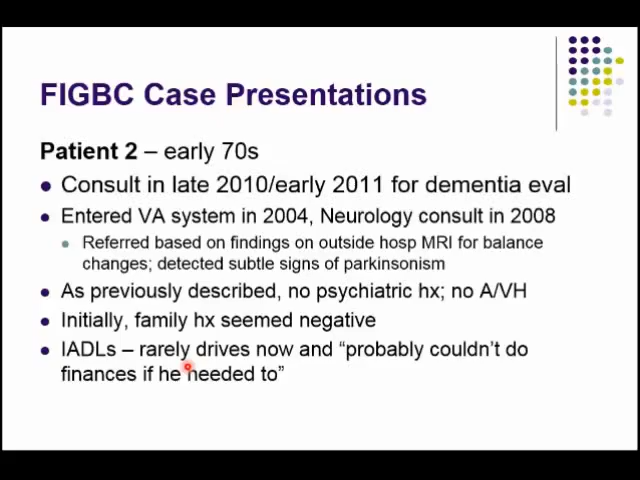 FIGBC Case Presentations
Patient 2 – early 70s
Consult in late 2010/early 2011 for dementia eval
Entered VA system in 2004, Neurology consult in 2008
Referred based on findings on outside hosp MRI for balance
changes; detected subtle signs of parkinsonism
As previously described, no psychiatric hx; no A/VH
Initially, family hx seemed negative
IADLs – rarely drives now and “probably couldn’t do
finances if he needed to”